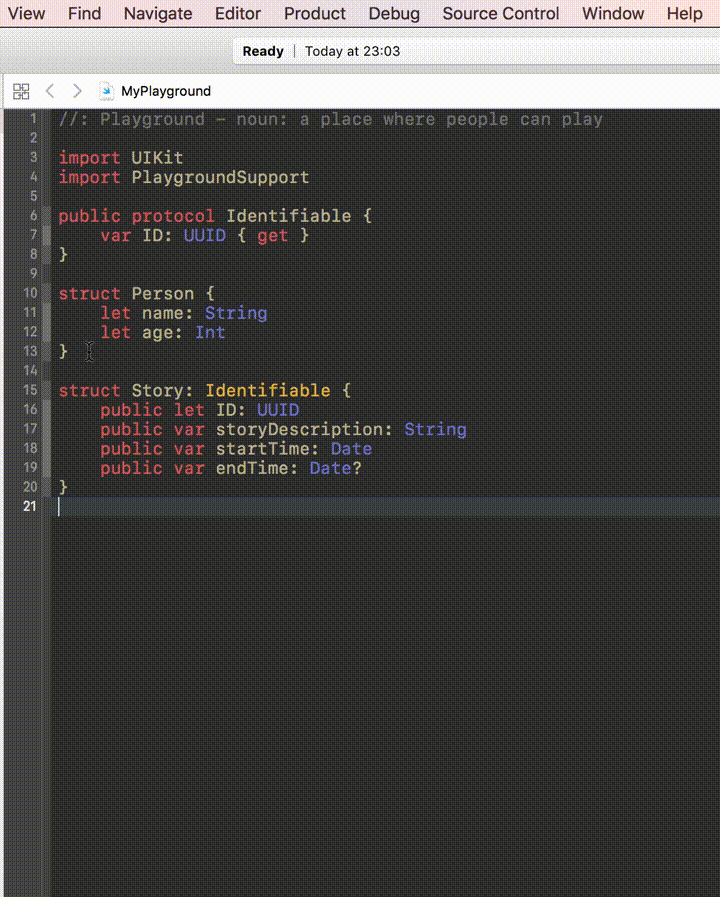 View Find Navigate Editor Product Debug Source Control Window Help
Ready | Today at 23:03
MyPlayground
1 //: Playground – noun: a place where people can play
2
3 import UIKit
4 import PlaygroundSupport
5
6 public protocol Identifiable {
7 var ID: UUID { get }
8 }
9
10 struct Person {
11 let name: String
12 let age: Int
13 }
14
15 struct Story: Identifiable {
16 public let ID: UUID
17 public var storyDescription: String
18 public var startTime: Date
19 public var endTime: Date?
20 }
21